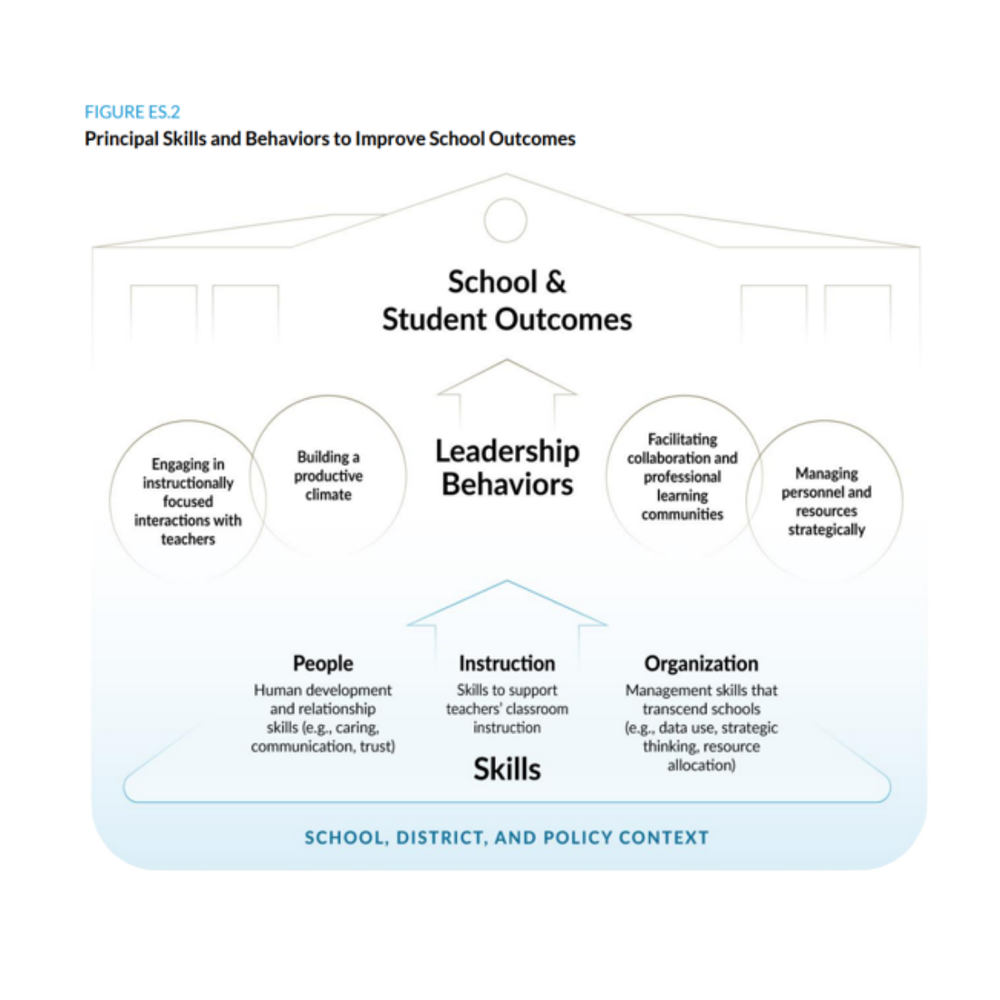 FIGURE ES.2
Principal Skills and Behaviors to Improve School Outcomes
School &
Student Outcomes
Engaging in
instructionally
focused
interactions with
teachers
Building a
productive
climate
Leadership
Behaviors
Facilitating
collaboration and
professional
learning
communities
Managing
personnel and
resources
strategically
People
Human development
and relationship
skills (e.g., caring,
communication, trust)
Instruction
Skills to support
teachers' classroom
instruction
Organization
Management skills that
transcend schools
(e.g., data use, strategic
thinking, resource
allocation)
Skills
SCHOOL, DISTRICT, AND POLICY CONTEXT